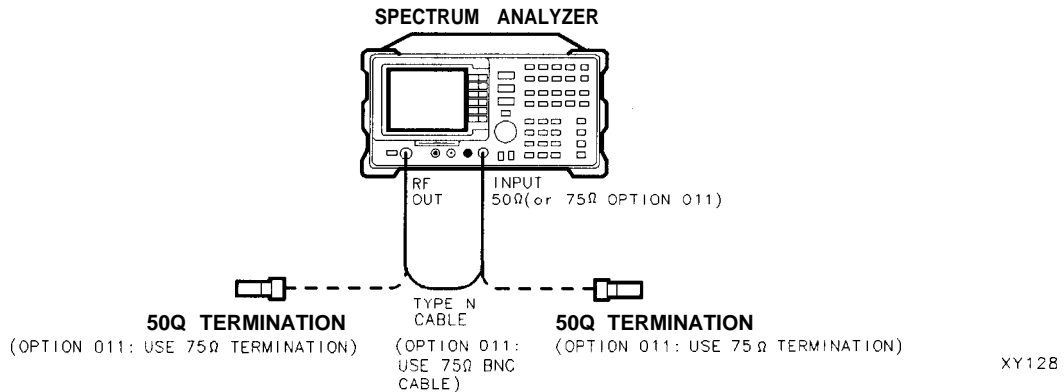 SPECTRUM ANALYZER
RF
OUT
INPUT
50Ω(or 75Ω OPTION 011)
TYPE N
CABLE
50Q TERMINATION
(OPTION 011: USE 75Ω TERMINATION)
(OPTION 011:
USE 75Ω BNC
CABLE)
50Q TERMINATION
(OPTION 011: USE 75Ω TERMINATION)
XY128